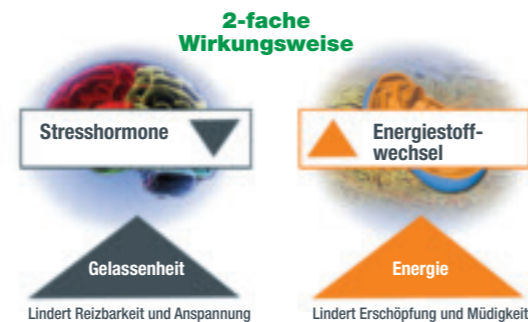 2-fache
Wirkungsweise
Stresshormone
Gelassenheit
Lindert Reizbarkeit und Anspannung
Energiestoff-
wechsel
Energie
Lindert Erschöpfung und Müdigkeit